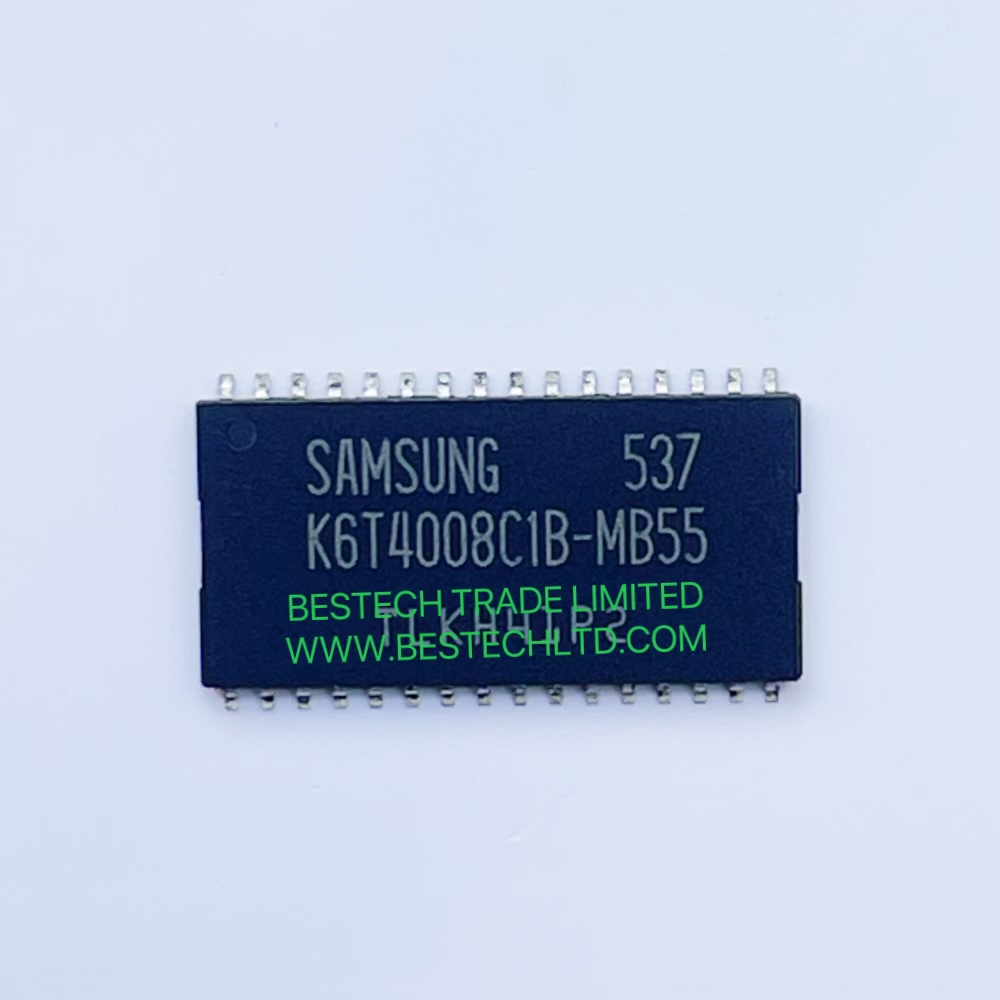 SAMSUNG 537
K6T4008C1B-MB55
BESTECH TRADE LIMITED
WWW.BESTECHLTD.COM